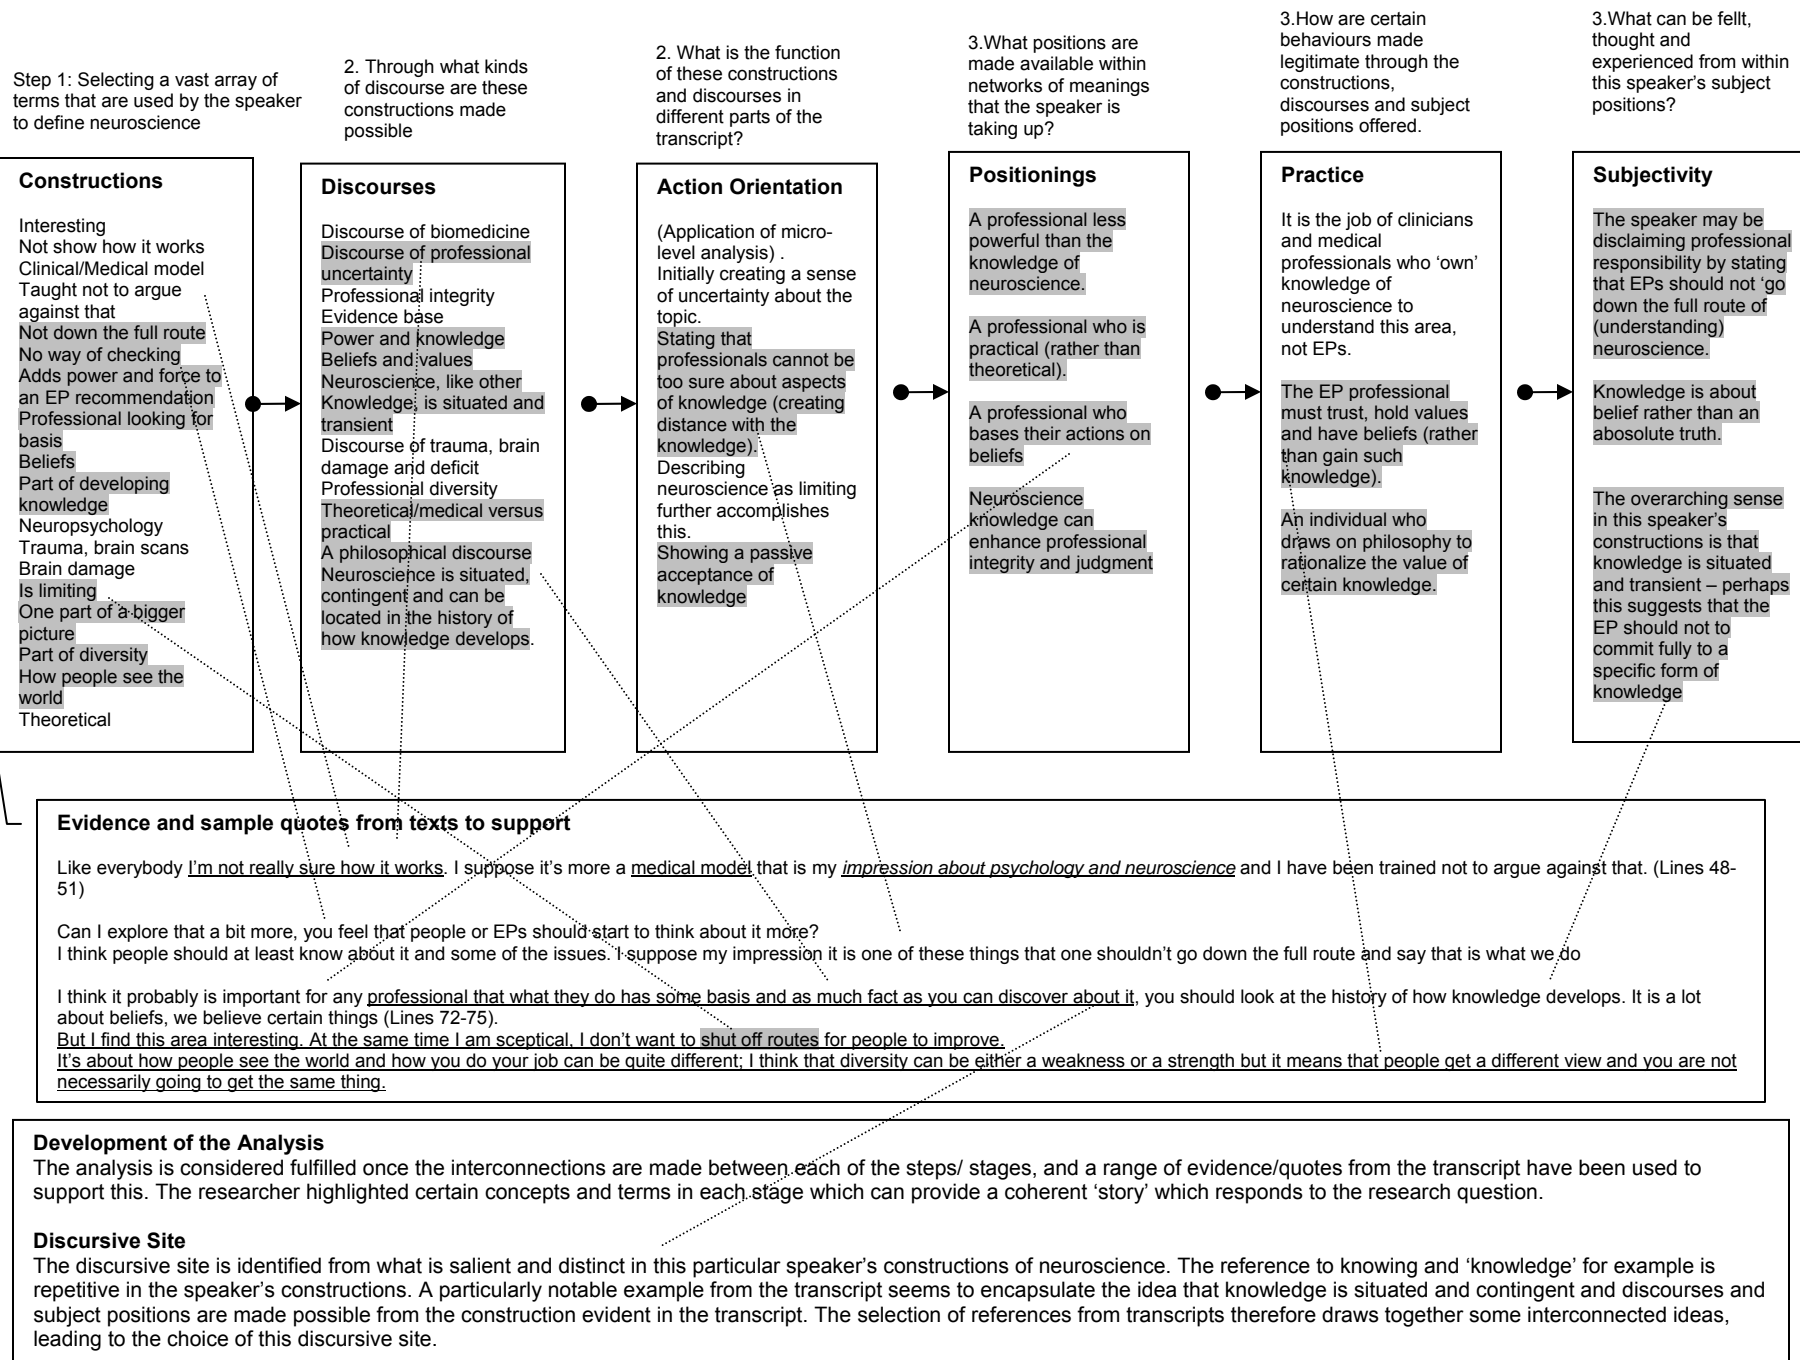 Step 1: Selecting a vast array of
terms that are used by the speaker
to define neuroscience
2. Through what kinds
of discourse are these
constructions made
possible
2. What is the function
of these constructions
and discourses in
different parts of the
transcript?
3.What positions are
made available within
networks of meanings
that the speaker is
taking up?
3.How are certain
behaviours made
legitimate through the
constructions,
discourses and subject
positions offered.
3.What can be fellt,
thought and
experienced from within
this speaker’s subject
positions?
Constructions
Interesting
Not show how it works
Clinical/Medical model
Taught not to argue
against that
Not down the full route
No way of checking
Adds power and force to
an EP recommendation
Professional looking for
basis
Beliefs
Part of developing
knowledge
Neuropsychology
Trauma, brain scans
Brain damage
Is limiting
One part of a bigger
picture
Part of diversity
How people see the
world
Theoretical
Discourses
Discourse of biomedicine
Discourse of professional
uncertainty
Professional integrity
Evidence base
Power and knowledge
Beliefs and values
Neuroscience, like other
Knowledge, is situated and
transient
Discourse of trauma, brain
damage and deficit
Professional diversity
Theoretical/medical versus
practical
A philosophical discourse
Neuroscience is situated,
contingent and can be
located in the history of
how knowledge develops.
Action Orientation
(Application of micro-
level analysis) .
Initially creating a sense
of uncertainty about the
topic.
Stating that
professionals cannot be
too sure about aspects
of knowledge (creating
distance with the
knowledge).
Describing
neuroscience as limiting
further accomplishes
this.
Showing a passive
acceptance of
knowledge
Positionings
A professional less
powerful than the
knowledge of
neuroscience.
A professional who is
practical (rather than
theoretical).
A professional who
bases their actions on
beliefs
Neuroscience
knowledge can
enhance professional
integrity and judgment
Practice
It is the job of clinicians
and medical
professionals who ‘own’
knowledge of
neuroscience to
understand this area,
not EPs.
The EP professional
must trust, hold values
and have beliefs (rather
than gain such
knowledge).
An individual who
draws on philosophy to
rationalize the value of
certain knowledge.
Subjectivity
The speaker may be
disclaiming professional
responsibility by stating
that EPs should not ‘go
down the full route of
(understanding)
neuroscience.
Knowledge is about
belief rather than an
abosolute truth.
The overarching sense
in this speaker’s
constructions is that
knowledge is situated
and transient – perhaps
this suggests that the
EP should not to
commit fully to a
specific form of
knowledge
Evidence and sample quotes from texts to support
Like everybody I’m not really sure how it works. I suppose it’s more a medical model that is my impression about psychology and neuroscience and I have been trained not to argue against that. (Lines 48-
51)
Can I explore that a bit more, you feel that people or EPs should start to think about it more?
I think people should at least know about it and some of the issues. I suppose my impression it is one of these things that one shouldn’t go down the full route and say that is what we do
I think it probably is important for any professional that what they do has some basis and as much fact as you can discover about it, you should look at the history of how knowledge develops. It is a lot
about beliefs, we believe certain things (Lines 72-75).
But I find this area interesting. At the same time I am sceptical, I don’t want to shut off routes for people to improve.
It’s about how people see the world and how you do your job can be quite different; I think that diversity can be either a weakness or a strength but it means that people get a different view and you are not
necessarily going to get the same thing.
Development of the Analysis
The analysis is considered fulfilled once the interconnections are made between each of the steps/ stages, and a range of evidence/quotes from the transcript have been used to
support this. The researcher highlighted certain concepts and terms in each stage which can provide a coherent ‘story’ which responds to the research question.
Discursive Site
The discursive site is identified from what is salient and distinct in this particular speaker’s constructions of neuroscience. The reference to knowing and ‘knowledge’ for example is
repetitive in the speaker’s constructions. A particularly notable example from the transcript seems to encapsulate the idea that knowledge is situated and contingent and discourses and
subject positions are made possible from the construction evident in the transcript. The selection of references from transcripts therefore draws together some interconnected ideas,
leading to the choice of this discursive site.